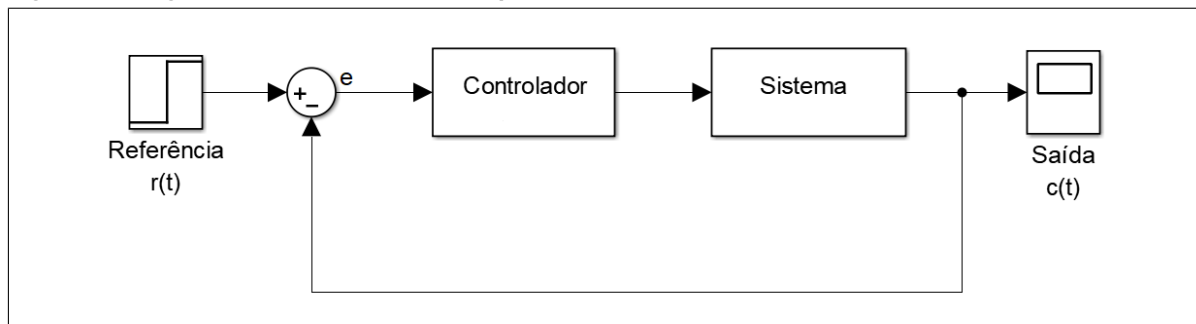 e
Controlador
Sistema
Referência
r(t)
Saída
c(t)